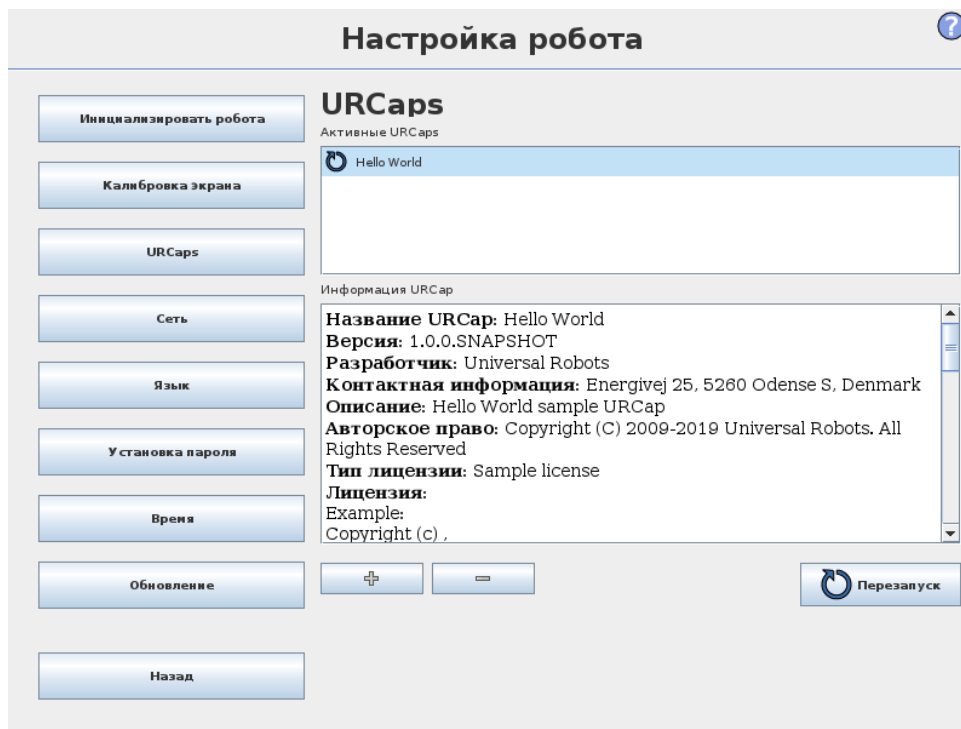 Настройка робота
?
Инициализировать робота
Калибровка экрана
URCaps
Сеть
Язык
Установка пароля
Время
Обновление
Назад
URCaps
Активные URCaps
Hello World
Информация URCap
Название URCap: Hello World
Версия: 1.0.0.SNAPSHOT
Разработчик: Universal Robots
Контактная информация: Energivej 25, 5260 Odense S, Denmark
Описание: Hello World sample URCap
Авторское право: Copyright (C) 2009-2019 Universal Robots. All
Rights Reserved
Тип лицензии: Sample license
Лицензия:
Example:
Copyright (c) ,
Перезапуск